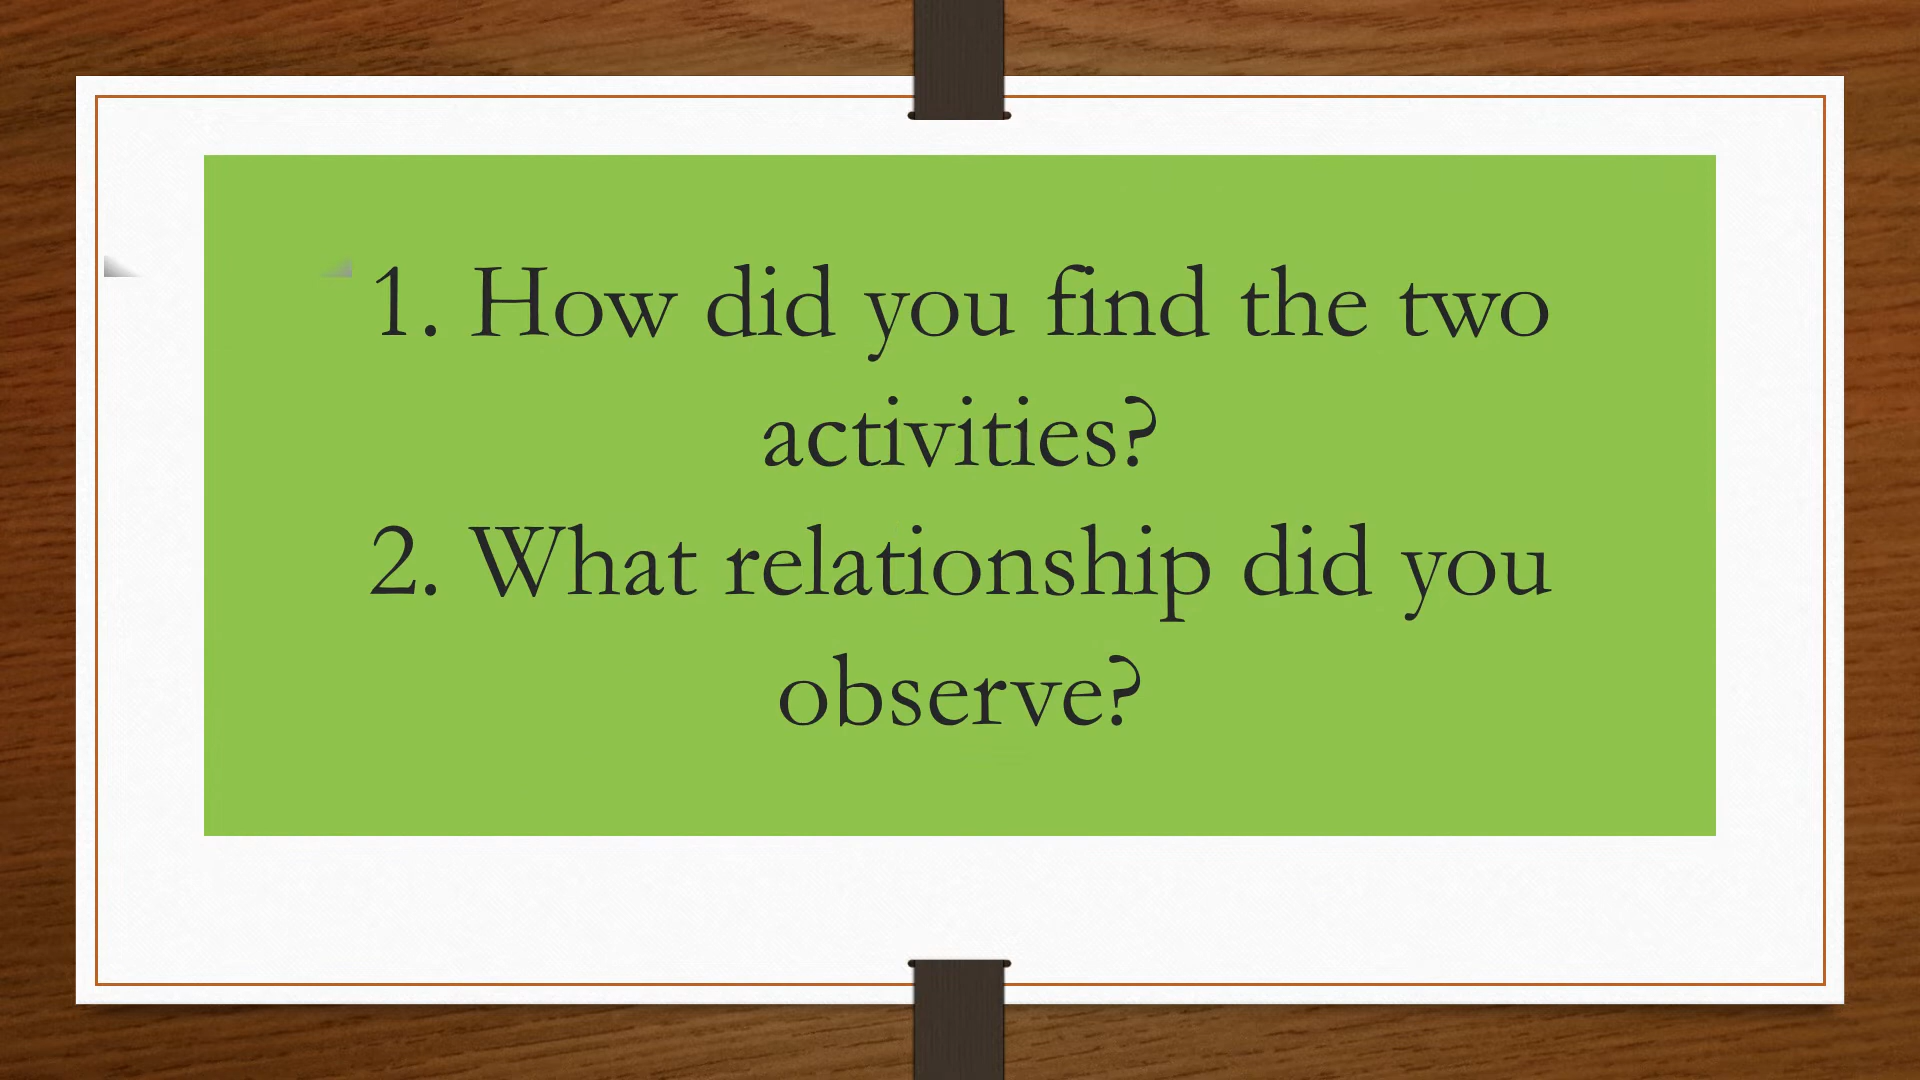 1. How did you find the two
activities?
2. What relationship did you
observe?